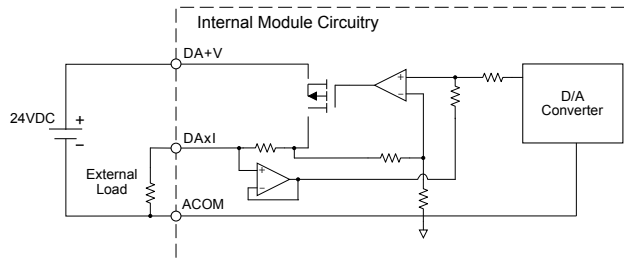 Internal Module Circuitry
DA+V
24VDC
+
−
DAxI
External
Load
ACOM
+
−
+
−
D/A
Converter